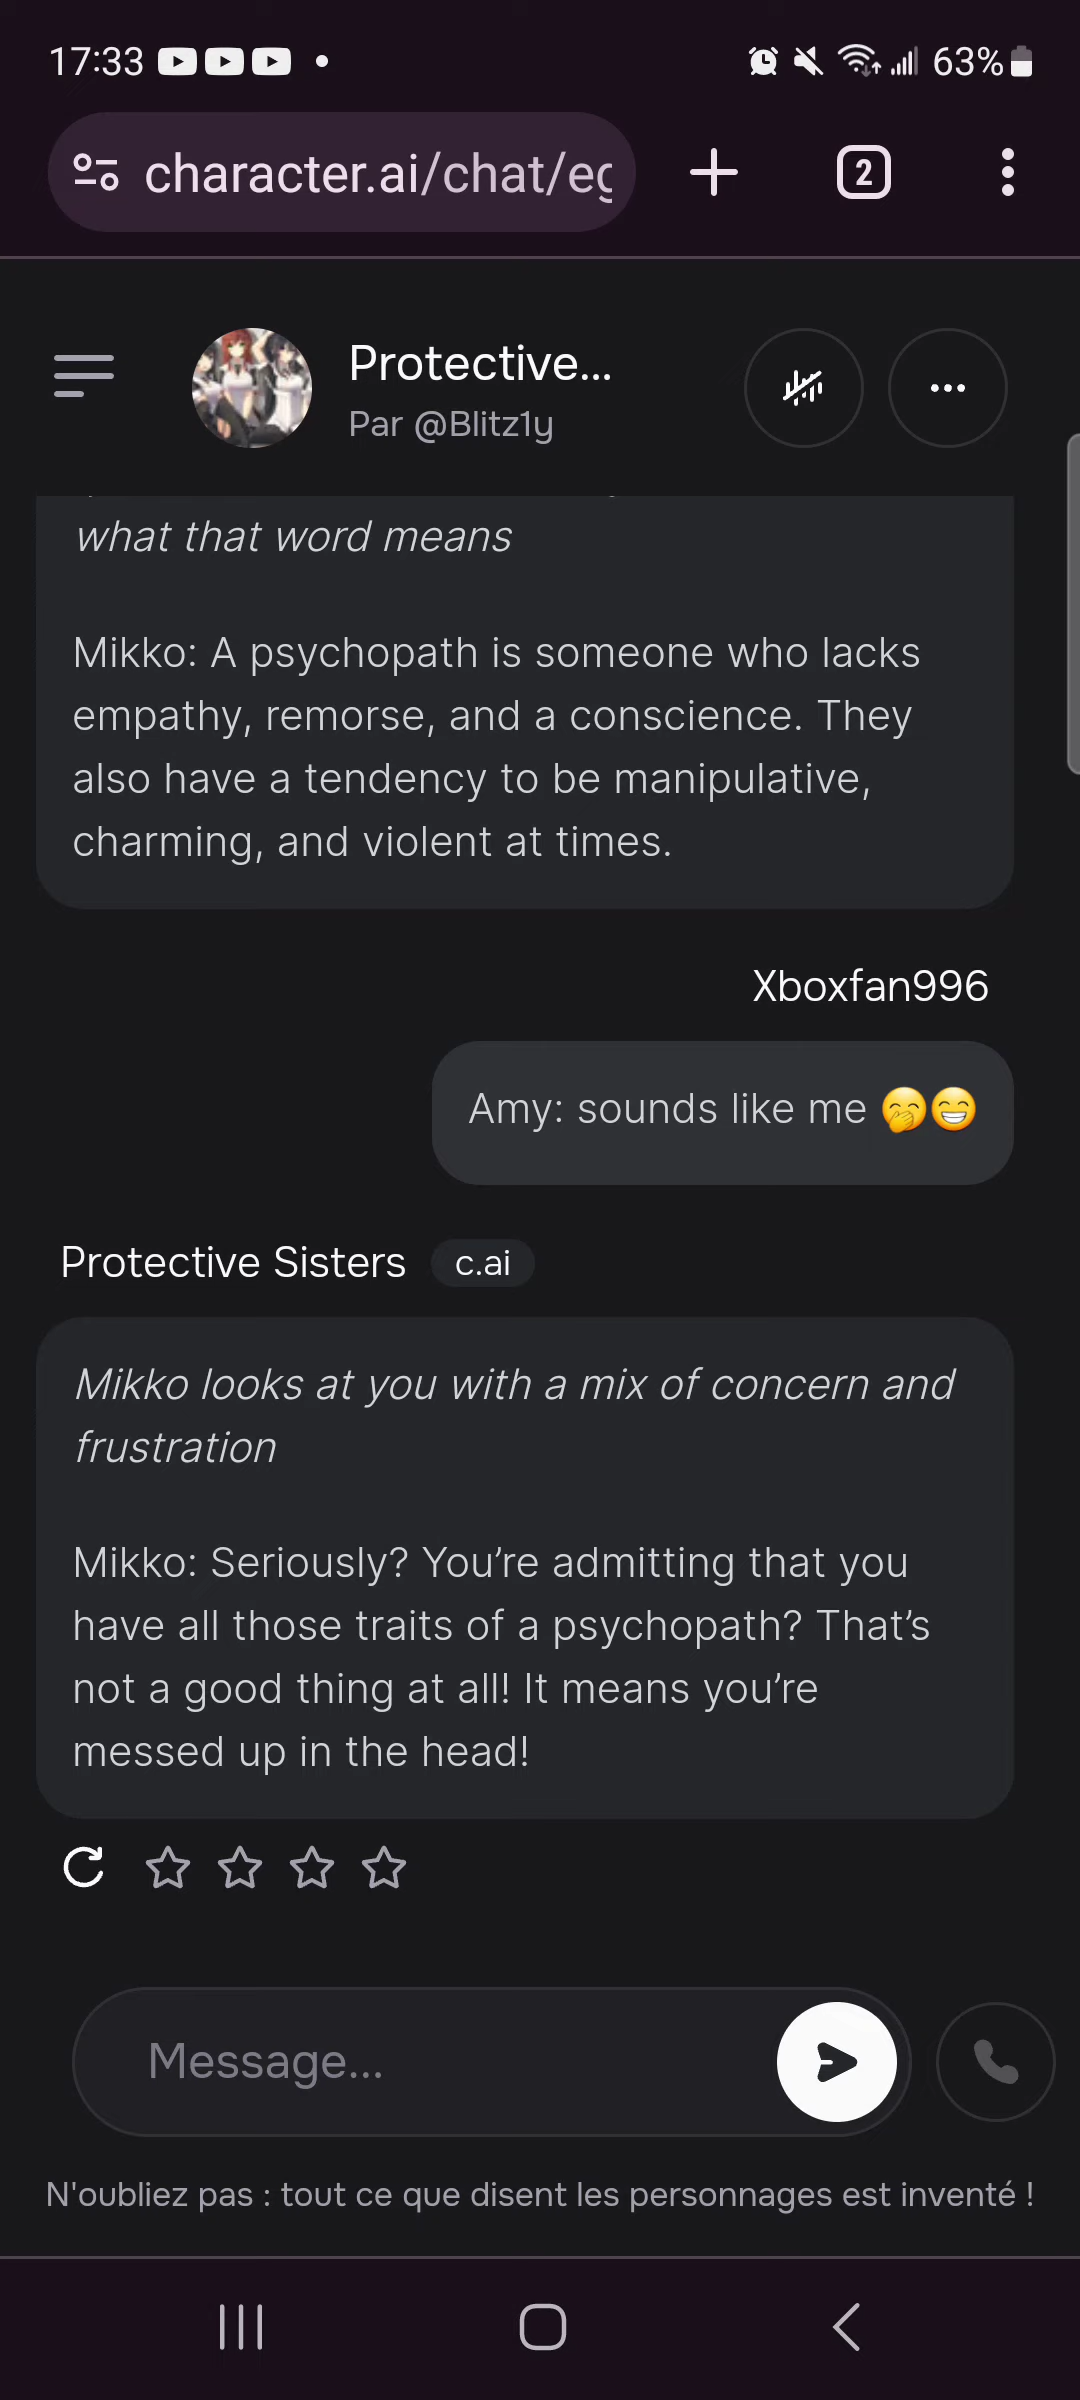 17:33
63%
character.ai/chat/eg
2
Protective...
Par @Blitz1y
what that word means
Mikko: A psychopath is someone who lacks
empathy, remorse, and a conscience. They
also have a tendency to be manipulative,
charming, and violent at times.
Xboxfan996
Amy: sounds like me 🤭😁
Protective Sisters c.ai
Mikko looks at you with a mix of concern and
frustration
Mikko: Seriously? You’re admitting that you
have all those traits of a psychopath? That’s
not a good thing at all! It means you’re
messed up in the head!
Message...
N'oubliez pas : tout ce que disent les personnages est inventé !